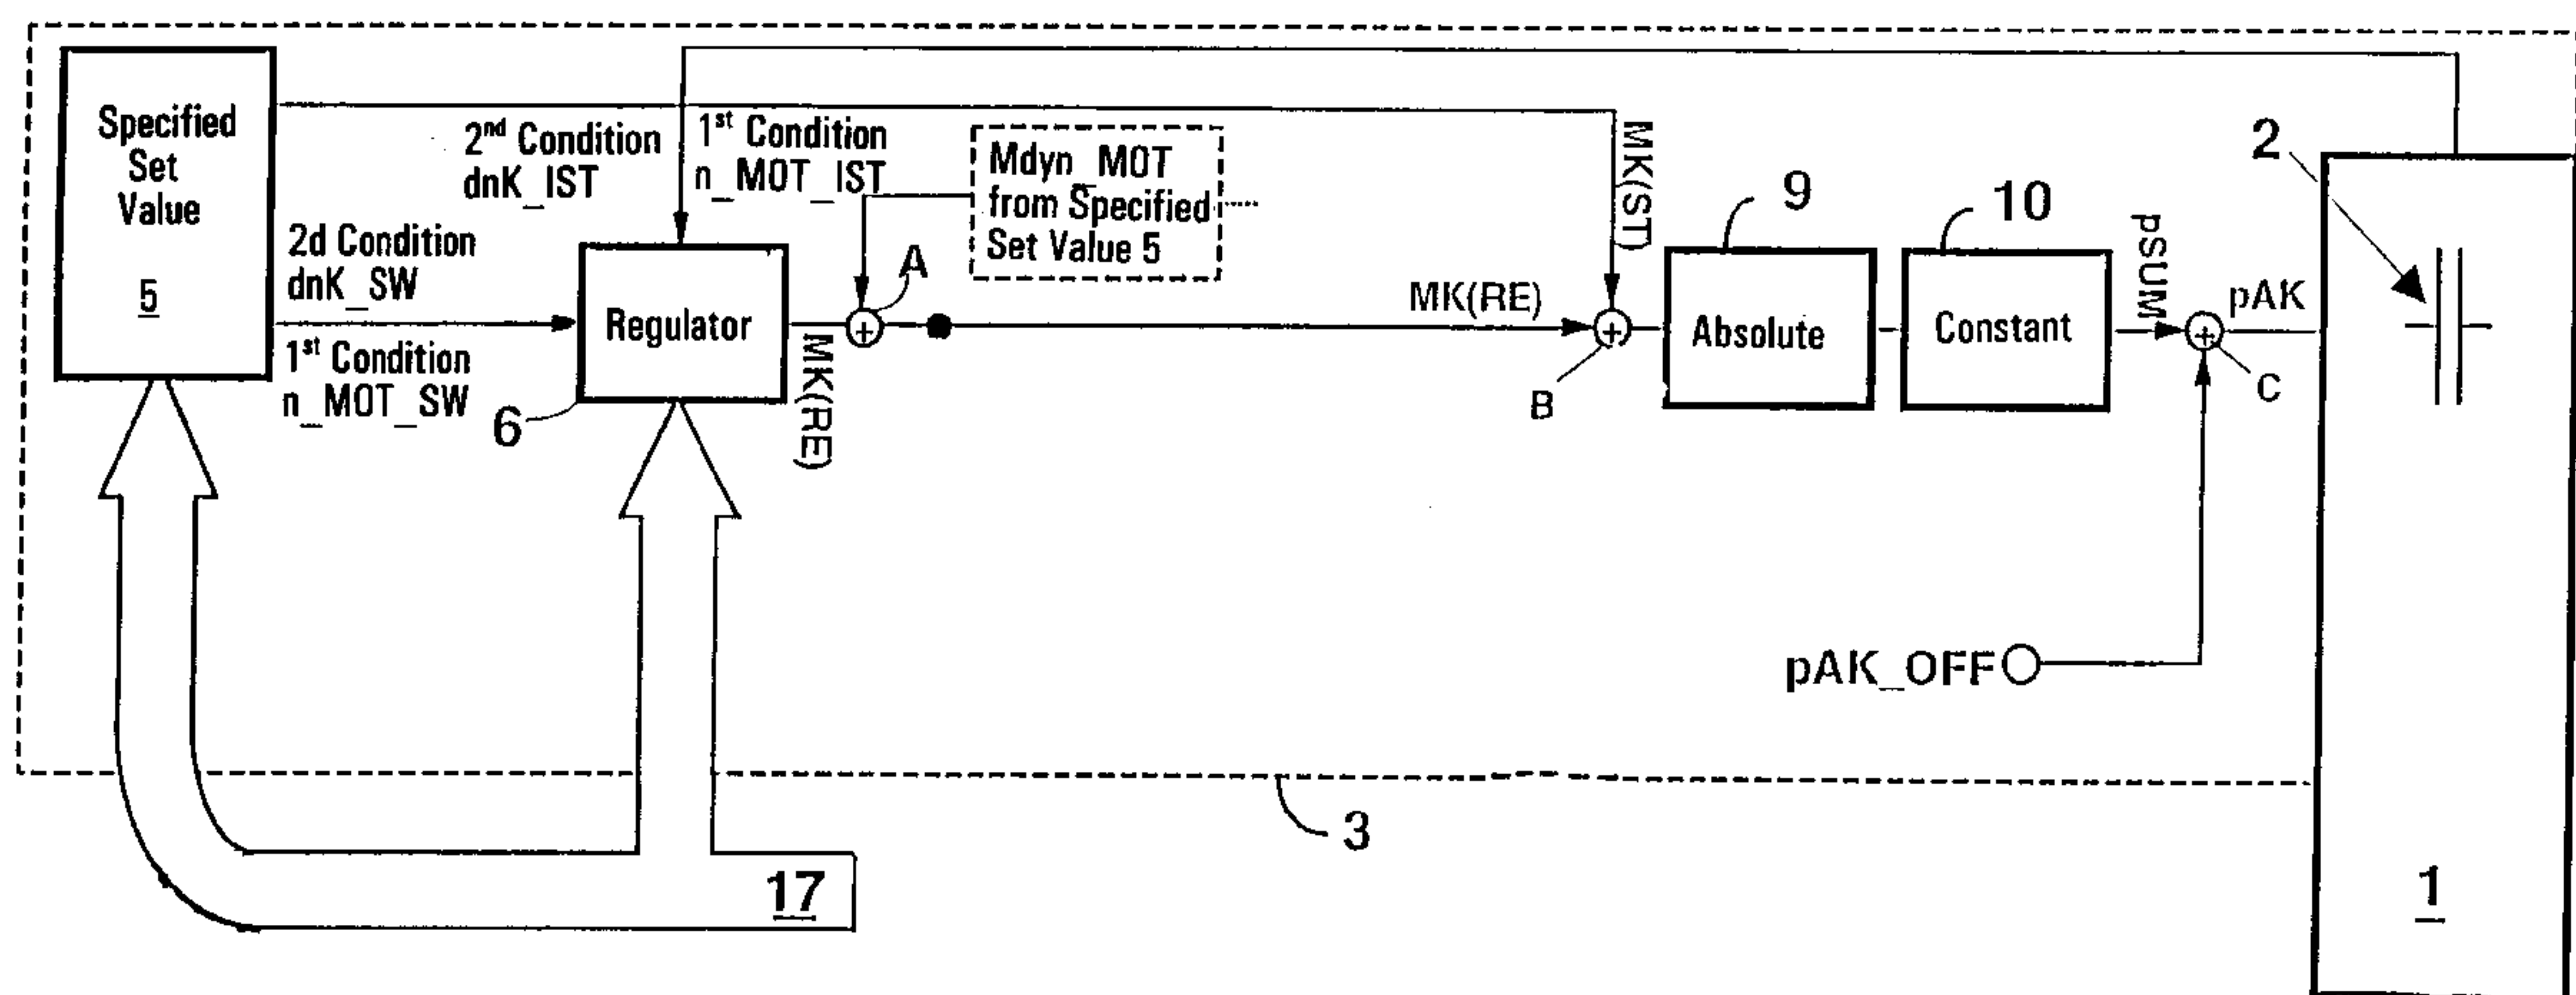 Specified
Set
Value
5
2nd Condition
dnK_IST
1st Condition
n_MOT_IST
2d Condition
dnK_SW
1st Condition
n_MOT_SW
Regulator
6
MK(RE)
A
Mdyn_MOT
from Specified
Set Value 5
MK(RE)
MK(ST)
B
9
Absolute
10
Constant
pSUM
pAK
C
2
pAK_OFF
3
17
1